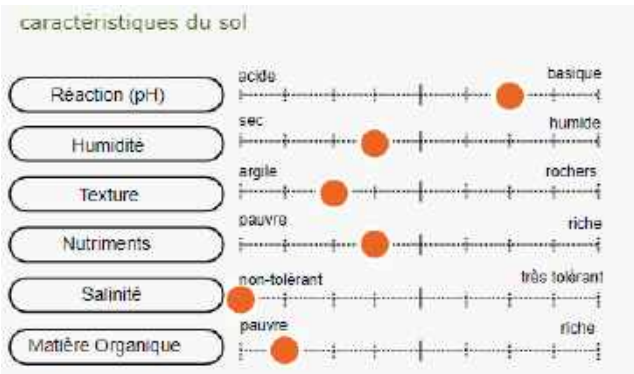 caractéristiques du sol
Réaction (pH)
acide
basique
Humidité
sec
humide
Texture
argile
rochers
Nutriments
pauvre
riche
Salinité
non-tolérant
très tolérant
Matière Organique
pauvre
riche